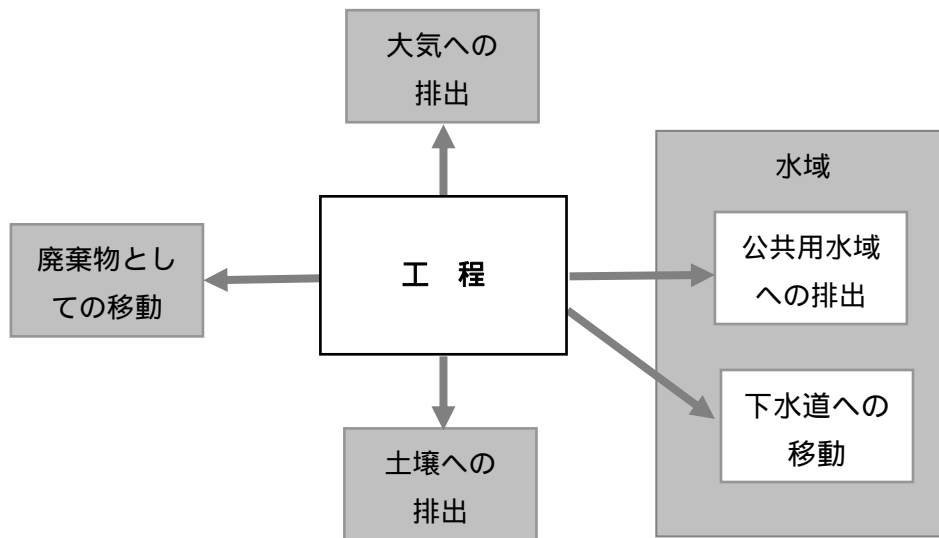 大気への
排出
水域
廃棄物とし
ての移動
工 程
公共用水域
への排出
下水道への
移動
土壌への
排出